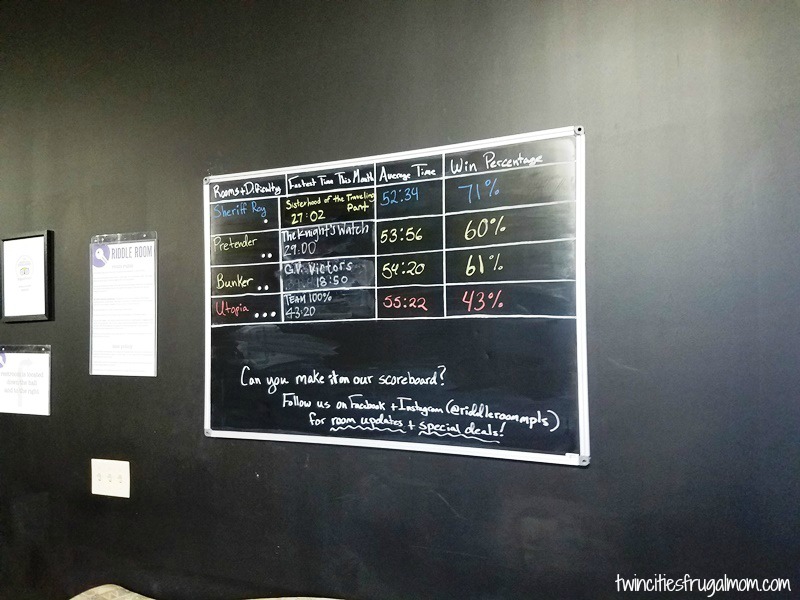 Rooms + Dificulty Fastest Time This Month Average Time Win Percentage
Sheriff Roy Sisterhood of the Traveling Pant 27:02 52:34 71%
Pretender The Knight's Watch 29:00 53:56 60%
Bunker G.V. Victors 18:50 54:20 61%
Utopia TEAM 100% 43:20 55:22 43%
Can you make it on our scoreboard?
Follow us on Facebook + Instagram (@riddleroommpls)
for room updates + special deals!
RIDDLE ROOM
twincitiesfrugalmom.com